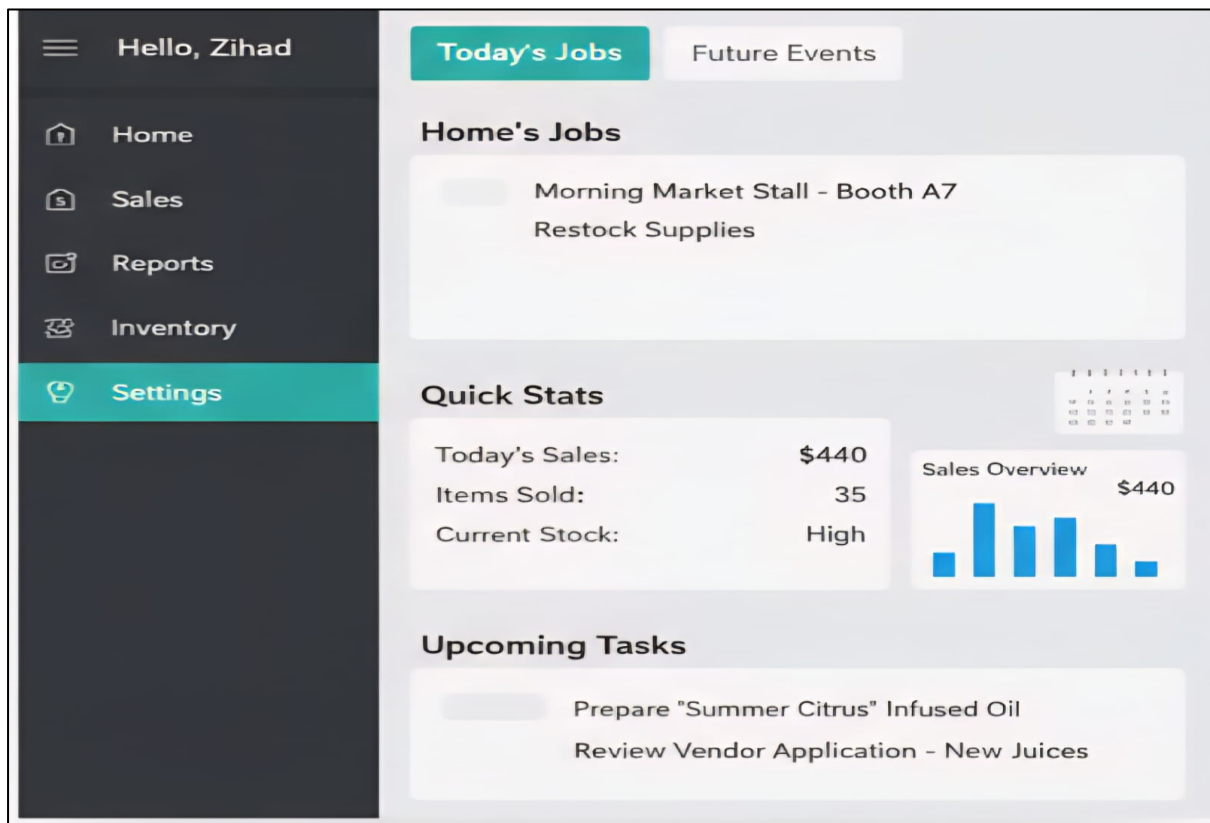 Hello, Zihad
Home
Sales
Reports
Inventory
Settings
Today's Jobs
Future Events
Home's Jobs
Morning Market Stall - Booth A7
Restock Supplies
Quick Stats
Today's Sales: $440
Items Sold: 35
Current Stock: High
Sales Overview
$440
Upcoming Tasks
Prepare "Summer Citrus" Infused Oil
Review Vendor Application - New Juices